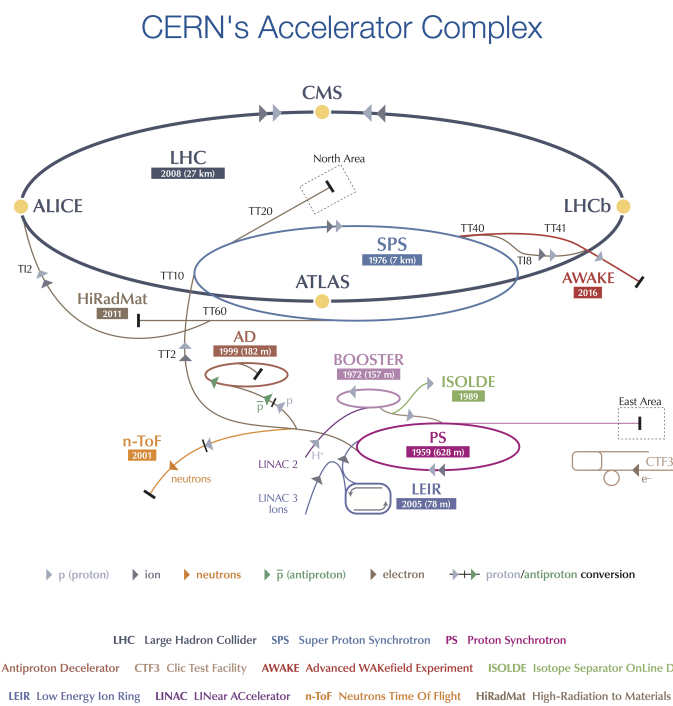 CERN's Accelerator Complex
CMS
North Area
LHC
2008 (27 km)
ALICE
LHCb
TT20
TT40
TT41
SPS
1976 (7 km)
TI8
TI2
TT10
ATLAS
AWAKE
2016
HiRadMat
2011
TT60
AD
1999 (182 m)
TT2
BOOSTER
1972 (157 m)
ISOLDE
1989
p̅
p
East Area
n-ToF
2001
PS
1959 (628 m)
H⁺
LINAC 2
neutrons
CTF3
e–
LEIR
2005 (78 m)
LINAC 3
Ions
p (proton) ion neutrons p̅ (antiproton) electron proton/antiproton conversion
LHC Large Hadron Collider SPS Super Proton Synchrotron PS Proton Synchrotron
Antiproton Decelerator CTF3 Clic Test Facility AWAKE Advanced WAKefield Experiment ISOLDE Isotope Separator OnLine D
LEIR Low Energy Ion Ring LINAC LINear ACcelerator n-ToF Neutrons Time Of Flight HiRadMat High-Radiation to Materials